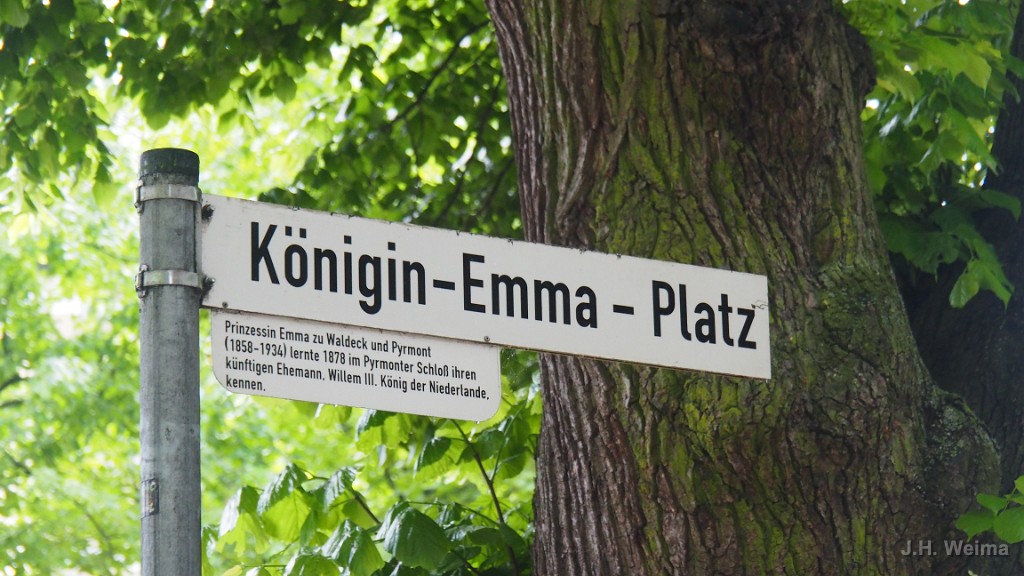 Königin-Emma - Platz
Prinzessin Emma zu Waldeck und Pyrmont
(1858-1934) lernte 1878 im Pyrmonter Schloß ihren
künftigen Ehemann, Willem III. König der Niederlande,
kennen.
J.H. Weima